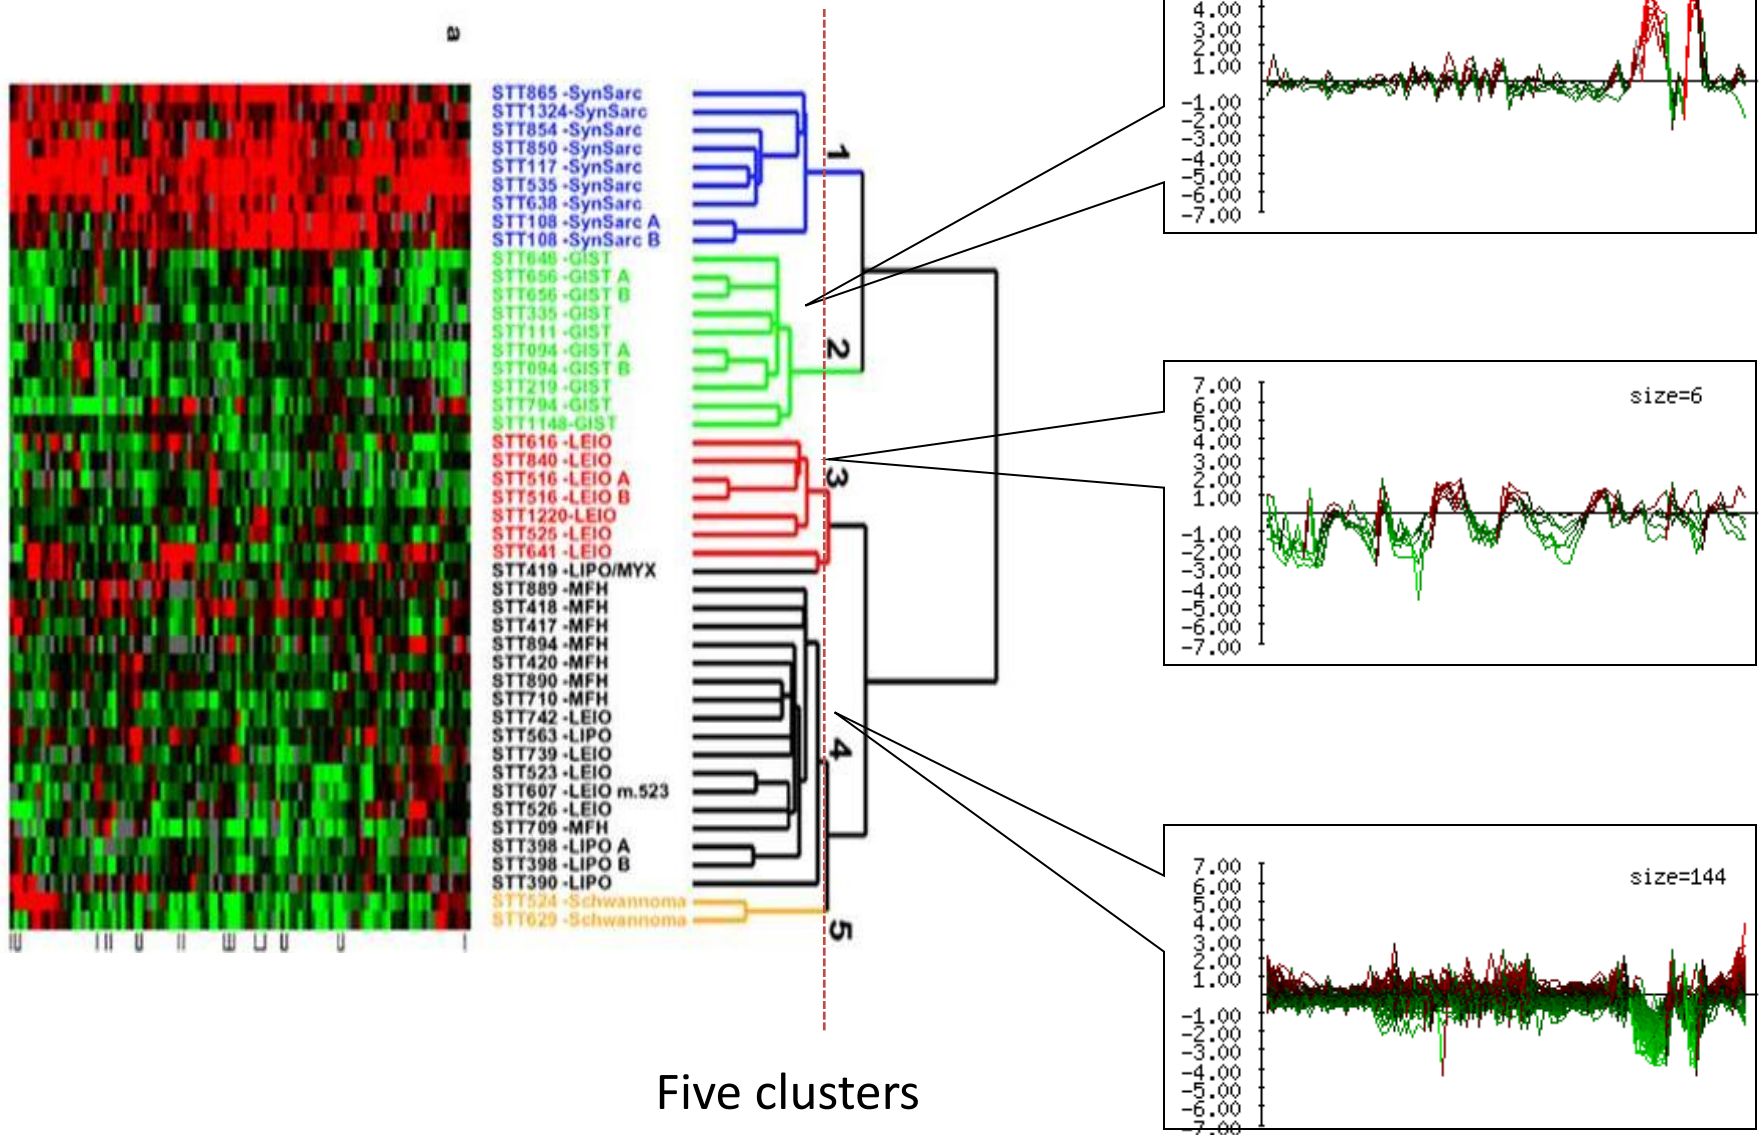 a
STT865 -SynSarc
STT1324-SynSarc
STT854 -SynSarc
STT850 -SynSarc
STT117 -SynSarc
STT535 -SynSarc
STT638 -SynSarc
STT108 -SynSarc A
STT108 -SynSarc B
STT646 -GIST
STT656 -GIST A
STT656 -GIST B
STT335 -GIST
STT111 -GIST
STT094 -GIST A
STT094 -GIST B
STT219 -GIST
STT794 -GIST
STT1148-GIST
STT616 -LEIO
STT840 -LEIO
STT516 -LEIO A
STT516 -LEIO B
STT1220-LEIO
STT525 -LEIO
STT641 -LEIO
STT419 -LIPO/MYX
STT889 -MFH
STT418 -MFH
STT417 -MFH
STT894 -MFH
STT420 -MFH
STT890 -MFH
STT710 -MFH
STT742 -LEIO
STT563 -LIPO
STT739 -LEIO
STT523 -LEIO
STT607 -LEIO m.523
STT526 -LEIO
STT709 -MFH
STT398 -LIPO A
STT398 -LIPO B
STT390 -LIPO
STT524 -Schwannoma
STT629 -Schwannoma
1
2
3
4
5
Five clusters
4.00
3.00
2.00
1.00
-1.00
-2.00
-3.00
-4.00
-5.00
-6.00
-7.00
size=6
7.00
6.00
5.00
4.00
3.00
2.00
1.00
-1.00
-2.00
-3.00
-4.00
-5.00
-6.00
-7.00
size=144
7.00
6.00
5.00
4.00
3.00
2.00
1.00
-1.00
-2.00
-3.00
-4.00
-5.00
-6.00
-7.00